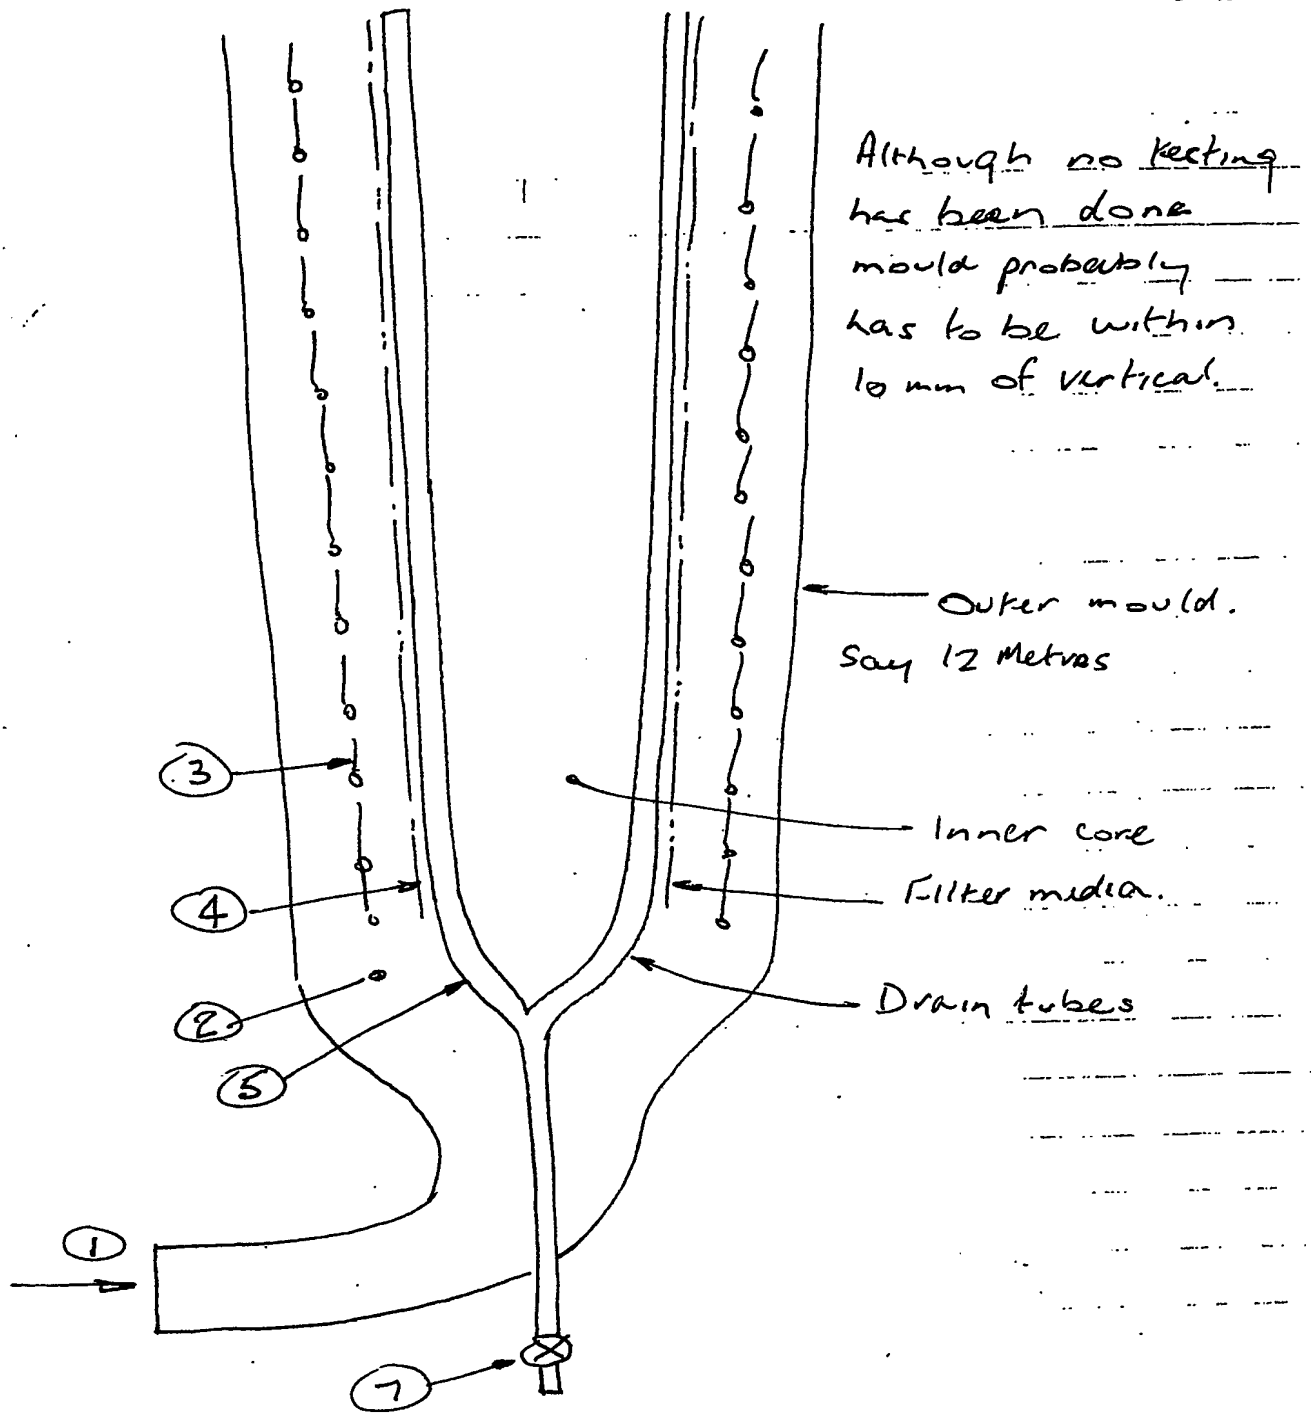 Although no testing
has been done
mould probably
has to be within
10 mm of vertical.
Outer mould.
Say 12 Metres
3
Inner core
4
Filter media.
2
Drain tubes
5
1
7